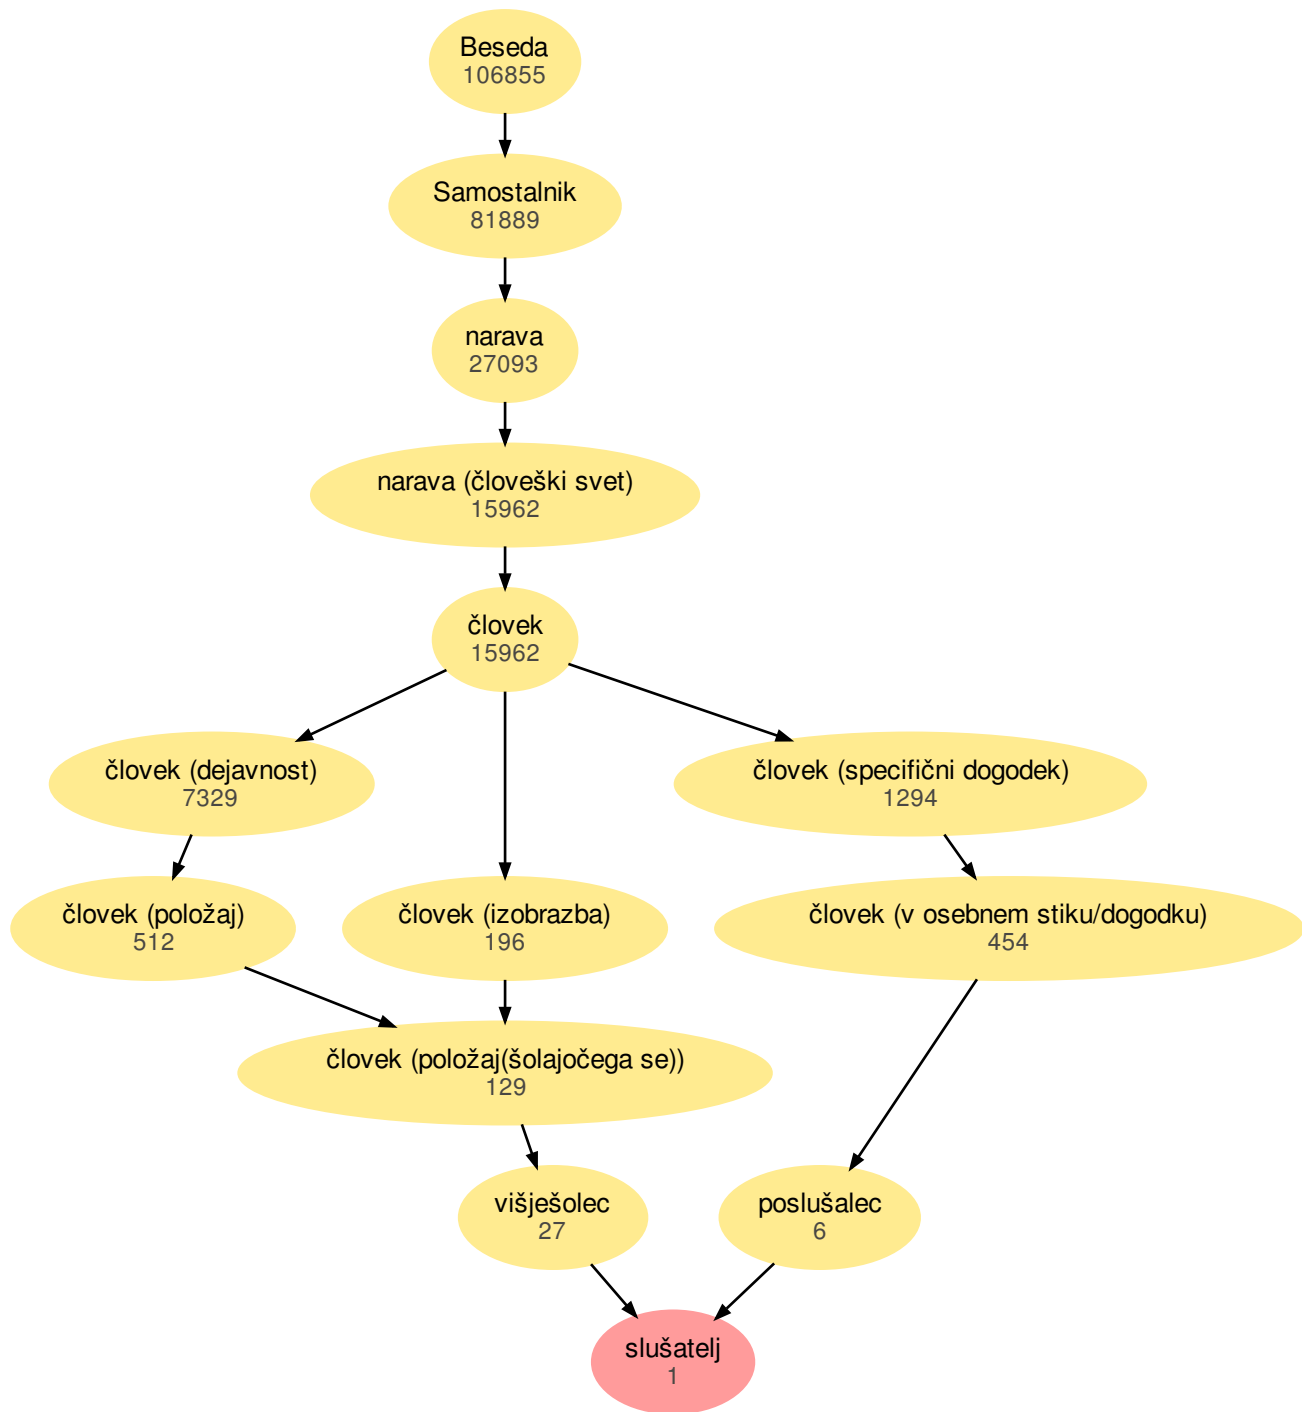 Beseda
106855
Samostalnik
81889
narava
27093
narava (človeški svet)
15962
človek
15962
človek (dejavnost)
7329
človek (specifični dogodek)
1294
človek (položaj)
512
človek (izobrazba)
196
človek (v osebnem stiku/dogodku)
454
človek (položaj(šolajočega se))
129
višješolec
27
poslušalec
6
slušatelj
1